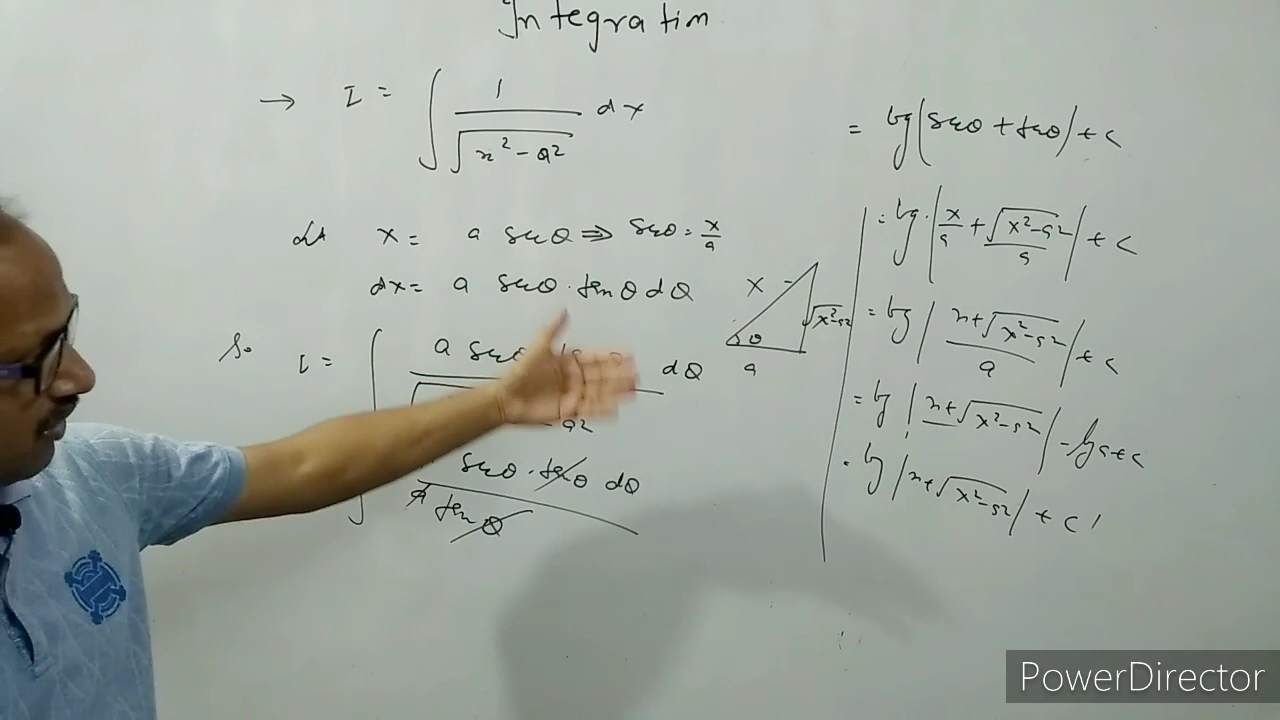 Integration
→ I = ∫ 1/√(x² - a²) dx
Let x = a secθ ⇒ secθ = x/a
dx = a secθ · tanθ dθ
So I = ∫ a secθ dθ
a²
secθ · tanθ dθ
a tanθ
x
√x²-a²
θ
a
= log|secθ + tanθ| + c
= log |x/a + √(x²-a²)/a| + c
= log |(x+√(x²-a²))/a| + c
= log |x+√(x²-a²)| - log a + c
= log |x+√(x²-a²)| + c'
PowerDirector